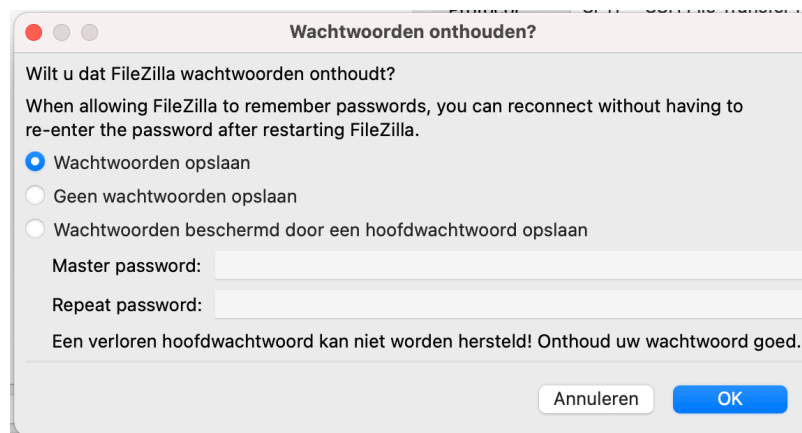 Wachtwoorden onthouden?
Wilt u dat FileZilla wachtwoorden onthoudt?
When allowing FileZilla to remember passwords, you can reconnect without having to
re-enter the password after restarting FileZilla.
Wachtwoorden opslaan
Geen wachtwoorden opslaan
Wachtwoorden beschermd door een hoofdwachtwoord opslaan
Master password:
Repeat password:
Een verloren hoofdwachtwoord kan niet worden hersteld! Onthoud uw wachtwoord goed.
Annuleren OK